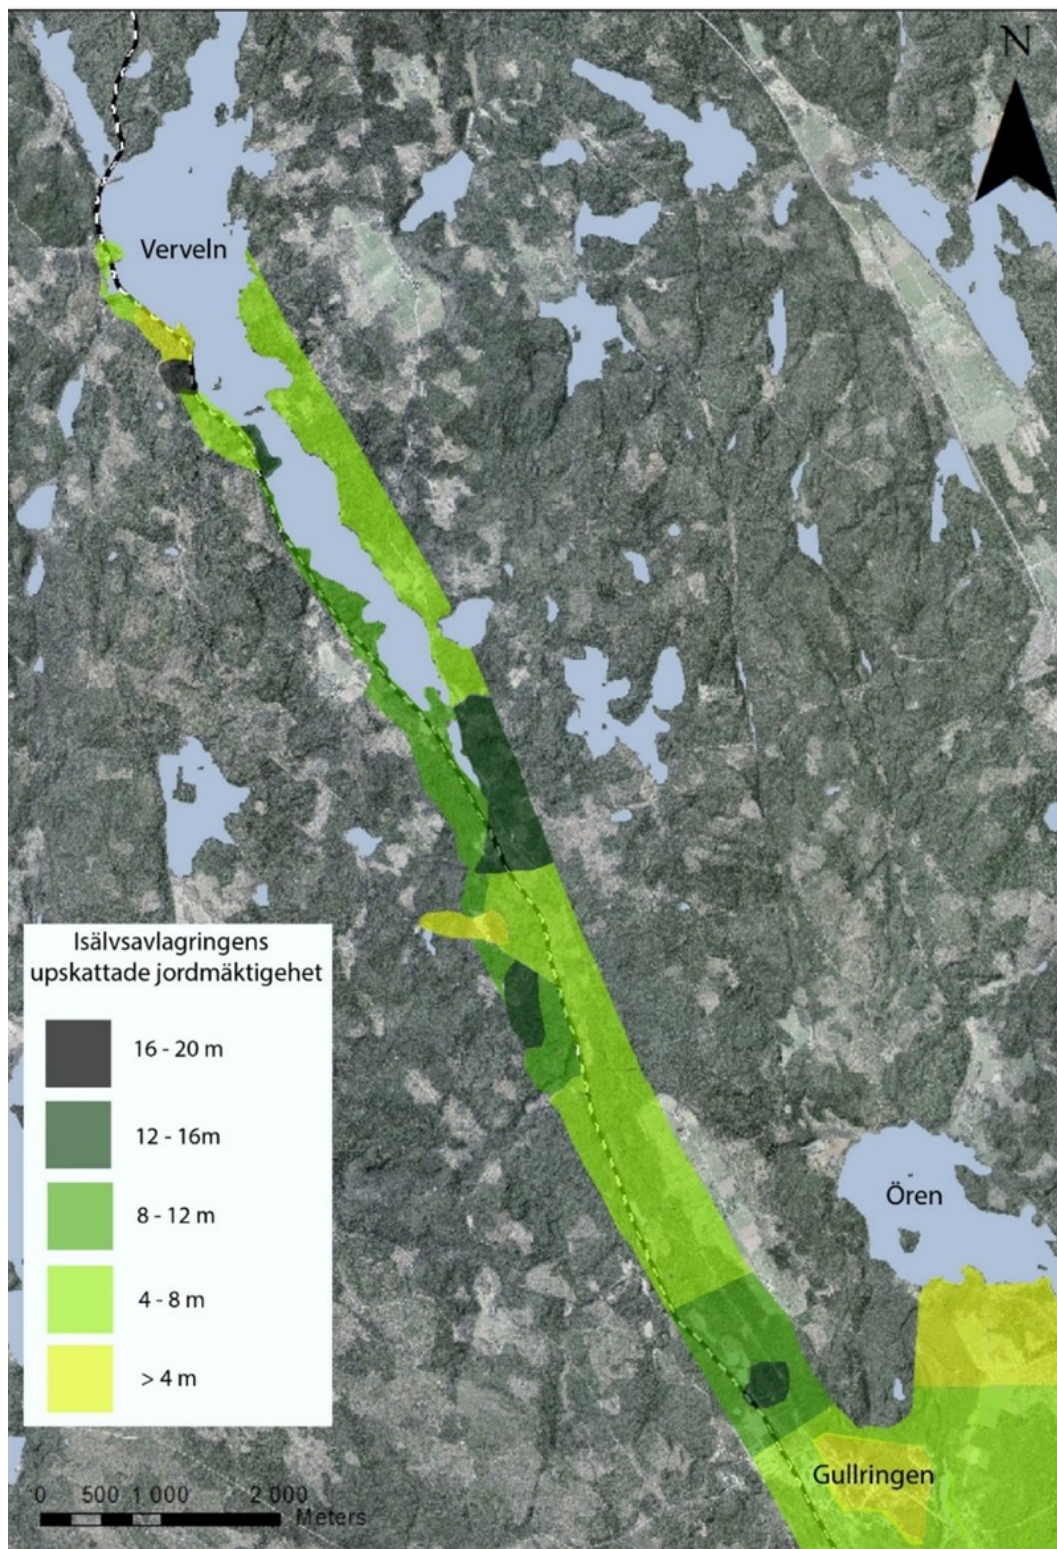 N
Verveln
Isälvsavlagringens
upskattade jordmäktigehet
16 - 20 m
12 - 16m
8 - 12 m
4 - 8 m
> 4 m
Ören
Gullringen
0 500 1 000 2 000
Meters